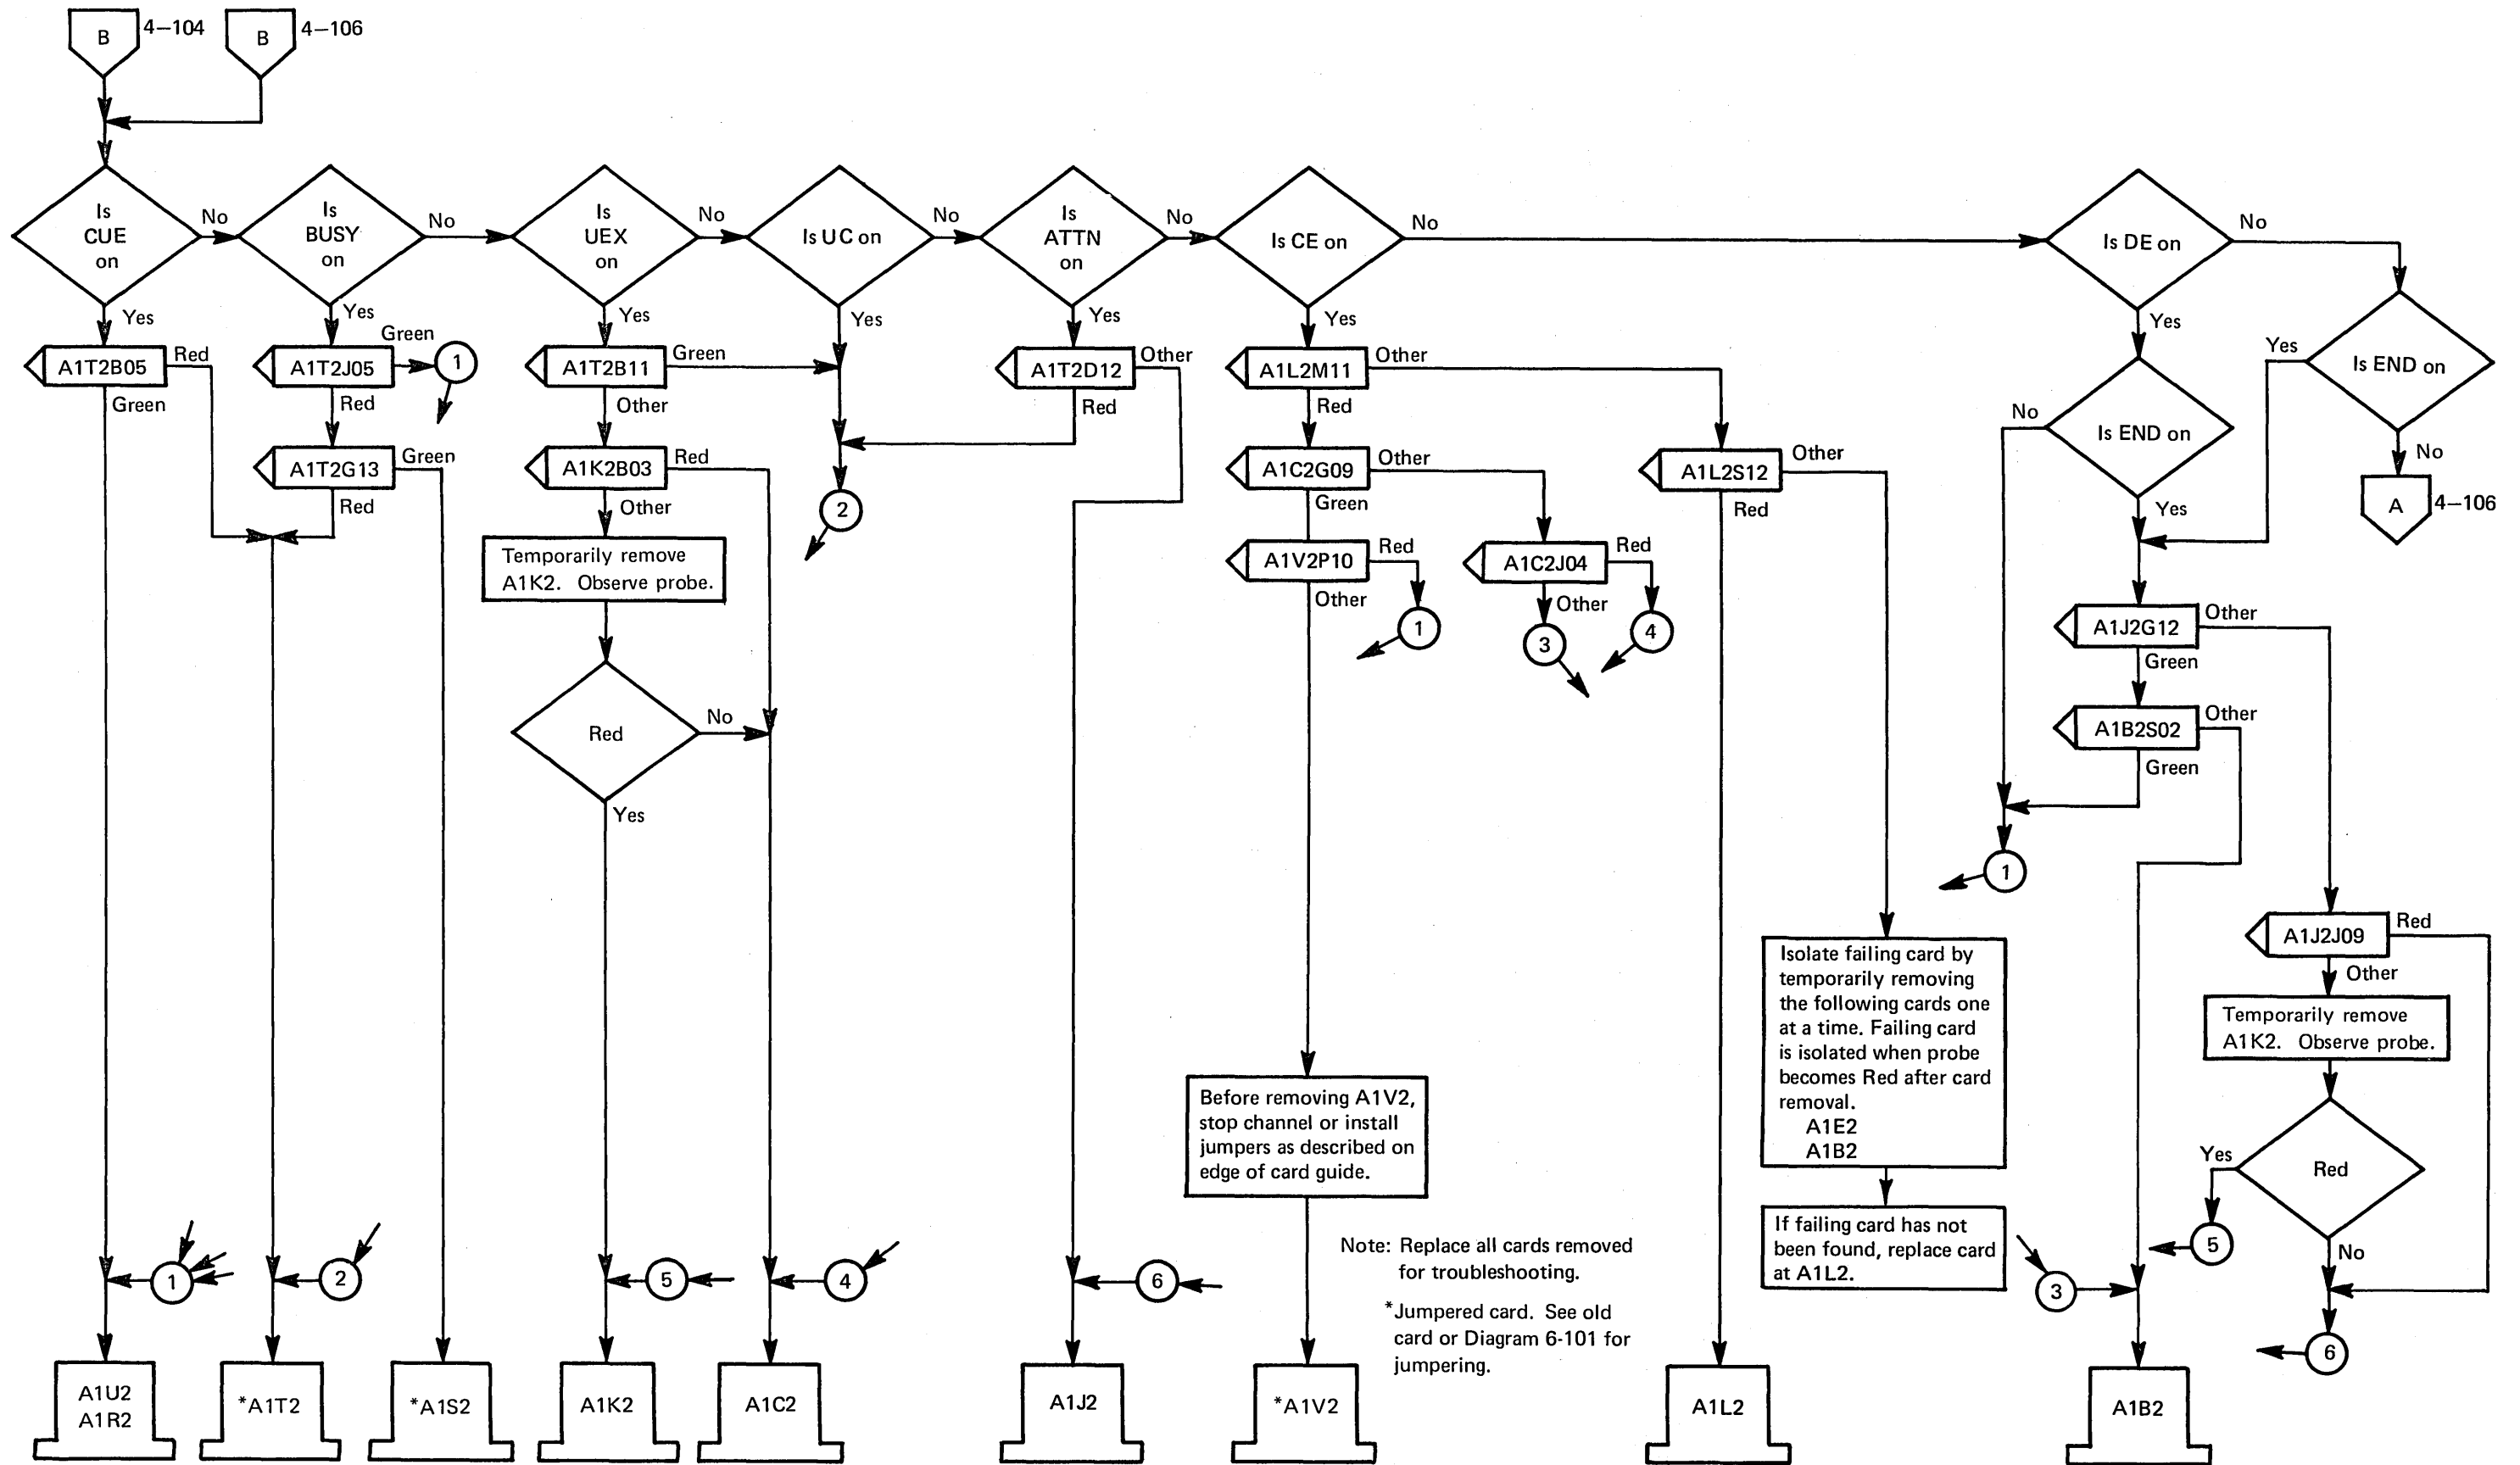 B
4–104
B
4–106
Is
CUE
on
No
Yes
Is
BUSY
on
No
Yes
Is
UEX
on
No
Yes
Is UC on
No
Yes
Is
ATTN
on
No
Yes
Is CE on
No
Yes
Is DE on
No
Yes
Is END on
Yes
No
A
4–106
A1T2B05
Red
Green
A1T2J05
Green
1
Red
A1T2G13
Green
Red
A1T2B11
Green
Other
A1K2B03
Red
Other
Temporarily remove
A1K2. Observe probe.
Red
No
Yes
2
A1T2D12
Other
Red
A1L2M11
Other
Red
A1C2G09
Other
Green
A1V2P10
Red
Other
1
A1C2J04
Red
Other
3
4
A1L2S12
Other
Red
Is END on
No
Yes
A1J2G12
Other
Green
A1B2S02
Other
Green
1
A1J2J09
Red
Other
Temporarily remove
A1K2. Observe probe.
Red
Yes
No
5
6
Before removing A1V2,
stop channel or install
jumpers as described on
edge of card guide.
Isolate failing card by
temporarily removing
the following cards one
at a time. Failing card
is isolated when probe
becomes Red after card
removal.
A1E2
A1B2
If failing card has not
been found, replace card
at A1L2.
Note: Replace all cards removed
for troubleshooting.
*Jumpered card. See old
card or Diagram 6-101 for
jumpering.
1
2
5
4
6
3
A1U2
A1R2
*A1T2
*A1S2
A1K2
A1C2
A1J2
*A1V2
A1L2
A1B2